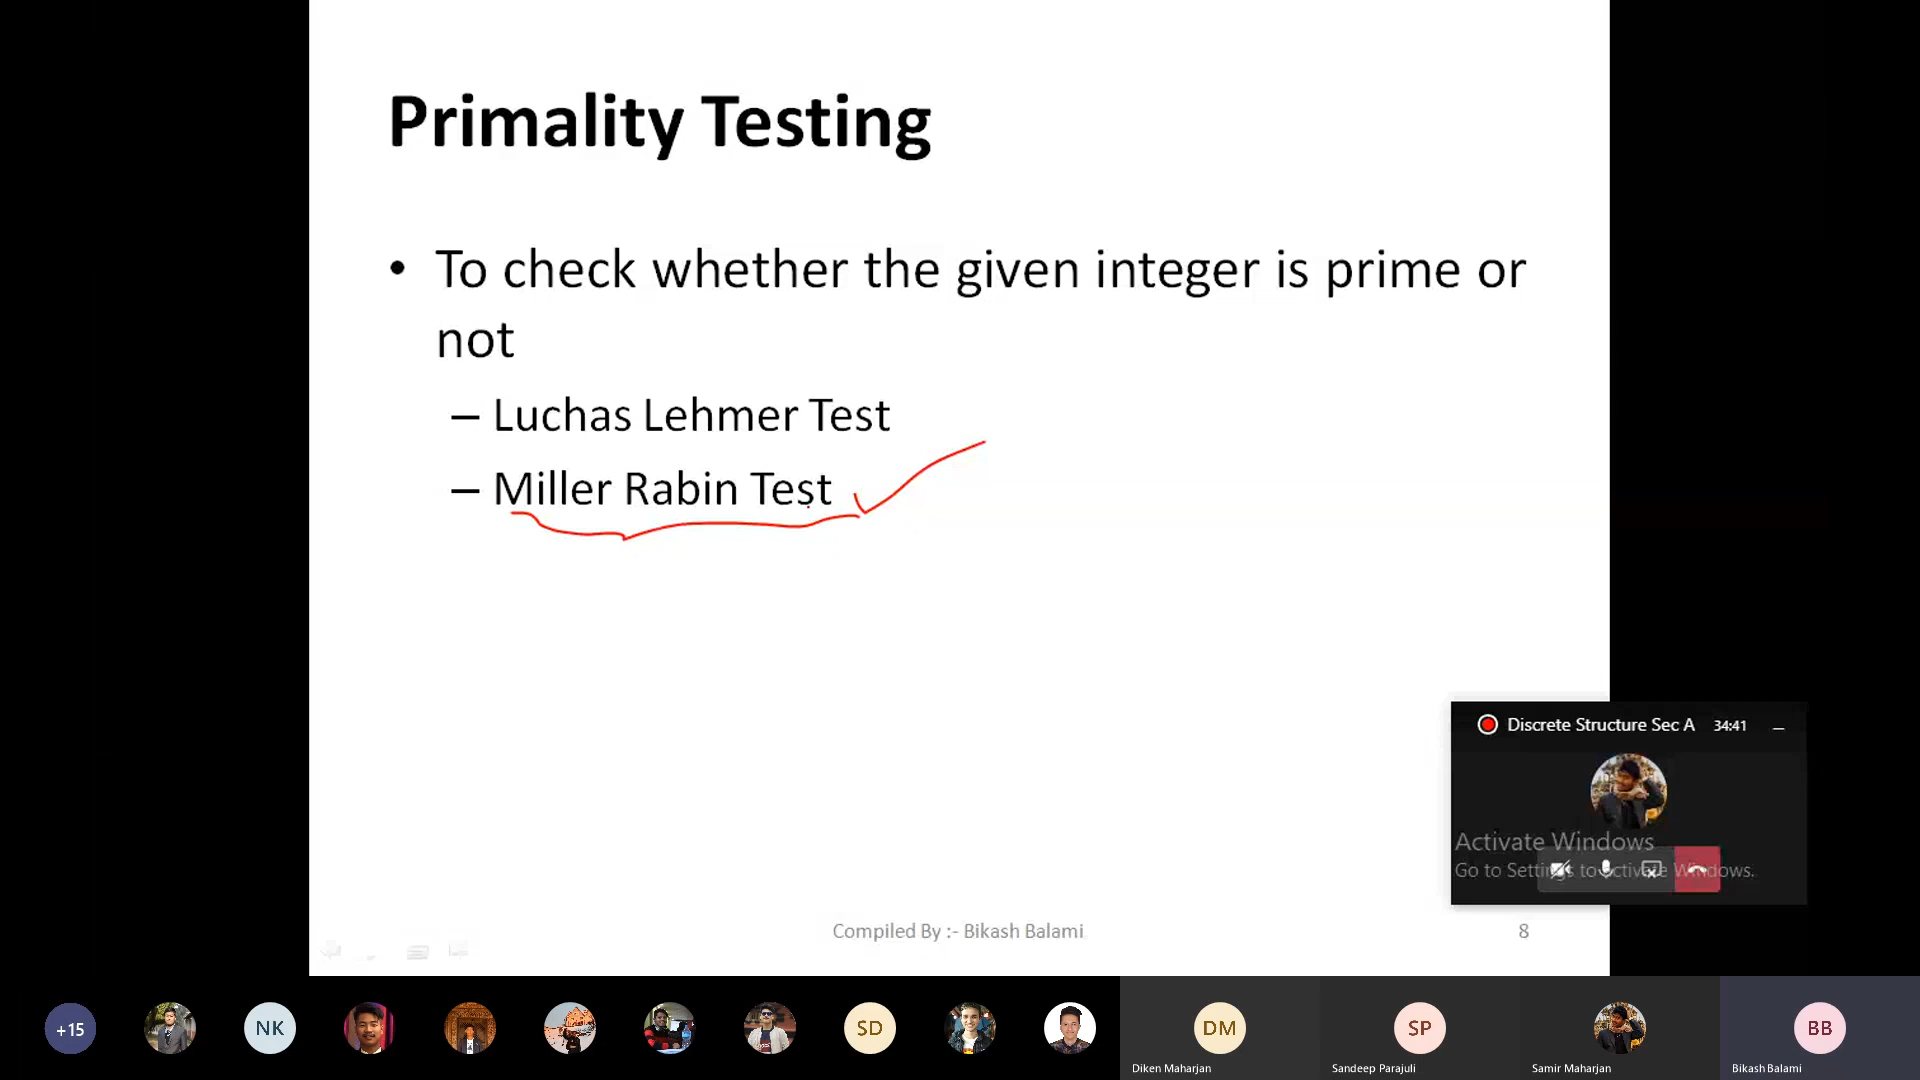 Primality Testing
• To check whether the given integer is prime or
not
– Luchas Lehmer Test
– Miller Rabin Test
Discrete Structure Sec A 34:41
Activate Windows
Go to Settings to activate Windows.
Compiled By :- Bikash Balami
8
+15
NK
SD
DM
SP
BB
Diken Maharjan
Sandeep Parajuli
Samir Maharjan
Bikash Balami